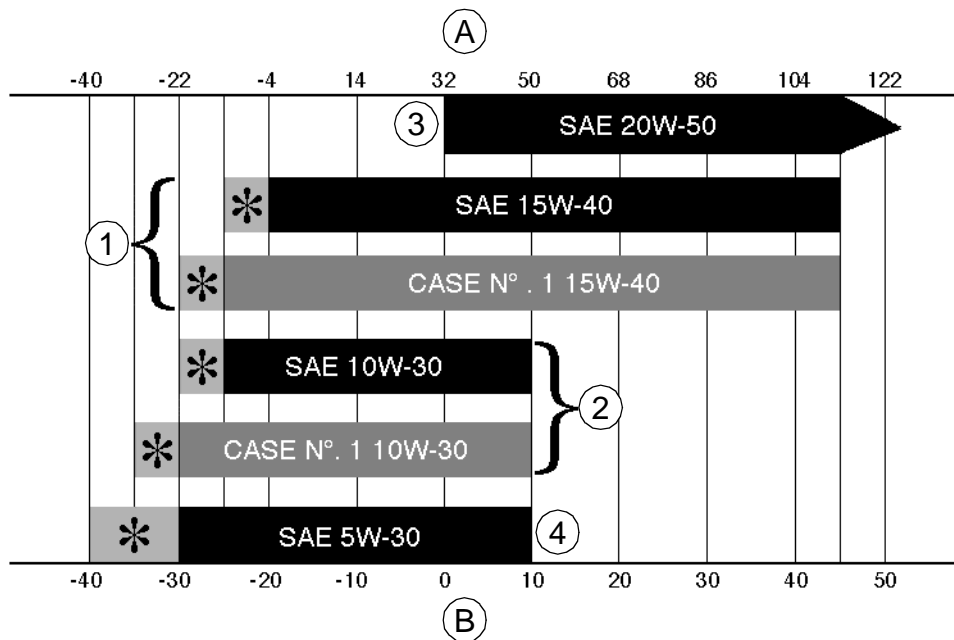 A
-40 -22 -4 14 32 50 68 86 104 122
3 SAE 20W-50
* SAE 15W-40
1
* CASE N° . 1 15W-40
* SAE 10W-30
2
* CASE N°. 1 10W-30
* SAE 5W-30 4
-40 -30 -20 -10 0 10 20 30 40 50
B